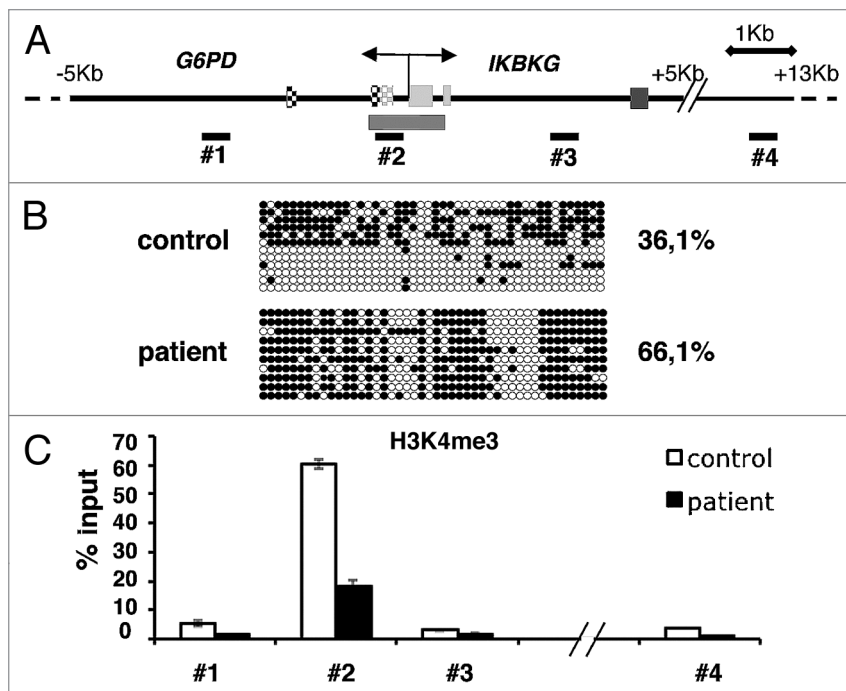 A
G6PD
IKBKG
1Kb
-5Kb
+5Kb
+13Kb
#1
#2
#3
#4
B
control
36,1%
patient
66,1%
C
H3K4me3
% input
70
60
50
40
30
20
10
0
control
patient
#1
#2
#3
#4